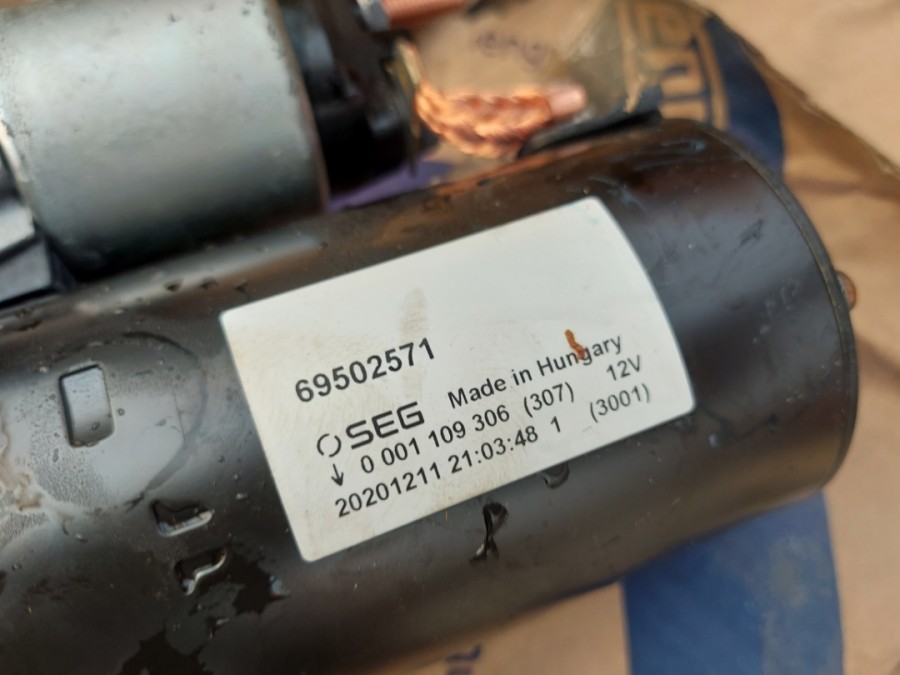 69502571
SEG Made in Hungary
0 001 109 306 (307) 12V
20201211 21:03:48 1 (3001)